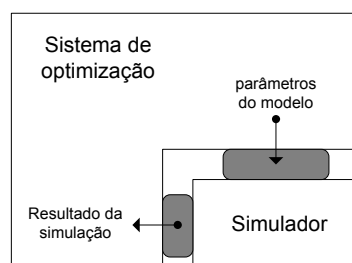 Sistema de
optimização
parâmetros
do modelo
Resultado da
simulação
Simulador